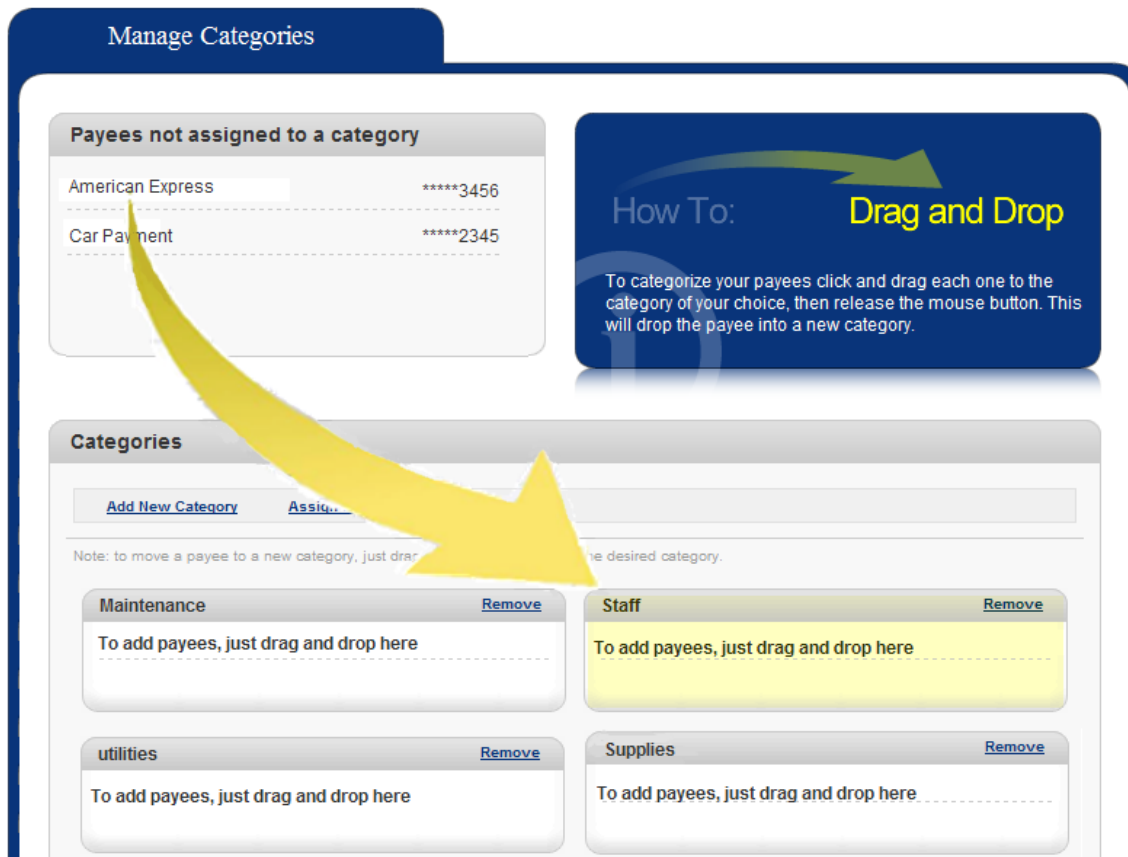 Manage Categories
Payees not assigned to a category
American Express *****3456
Car Payment *****2345
How To: Drag and Drop
To categorize your payees click and drag each one to the
category of your choice, then release the mouse button. This
will drop the payee into a new category.
Categories
Add New Category Assign
Note: to move a payee to a new category, just drag desired category.
Maintenance Remove
To add payees, just drag and drop here
Staff Remove
To add payees, just drag and drop here
utilities Remove
To add payees, just drag and drop here
Supplies Remove
To add payees, just drag and drop here